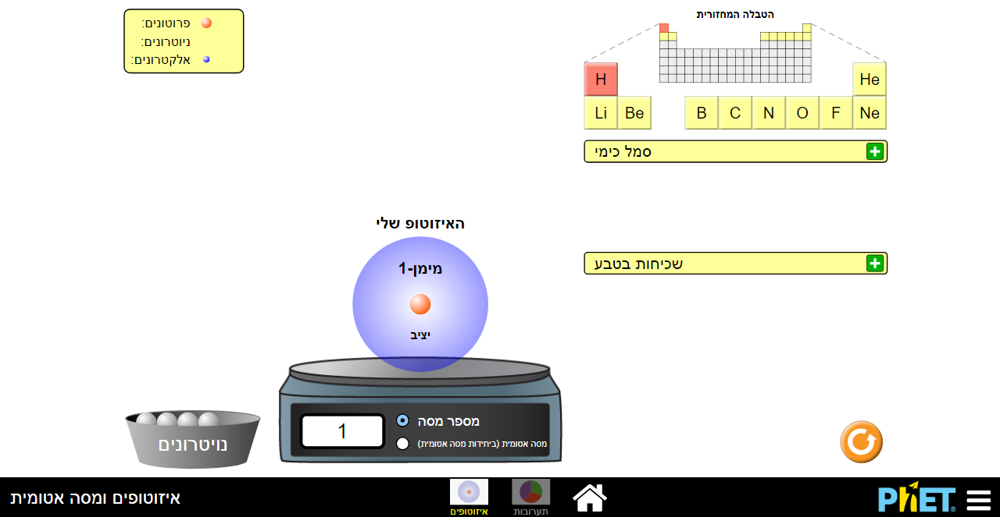 פרוטונים:
ניוטרונים:
אלקטרונים:
הטבלה המחזורית
H
He
Li Be B C N O F Ne
סמל כימי
האיזוטופ שלי
מימן-1
יציב
שכיחות בטבע
מספר מסה
1
מסה אטומית (ביחידות מסה אטומית)
נויטרונים
איזוטופים ומסה אטומית
איזוטופים
תערובות
PhET